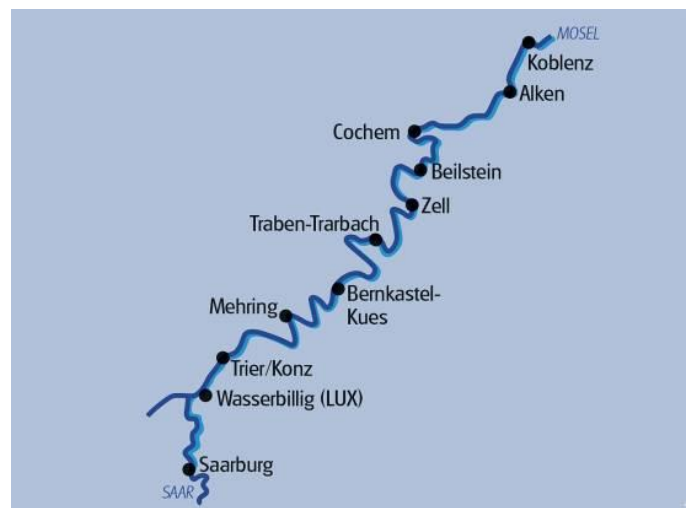 MOSEL
Koblenz
Alken
Cochem
Beilstein
Zell
Traben-Trarbach
Bernkastel-
Kues
Mehring
Trier/Konz
Wasserbillig (LUX)
Saarburg
SAAR